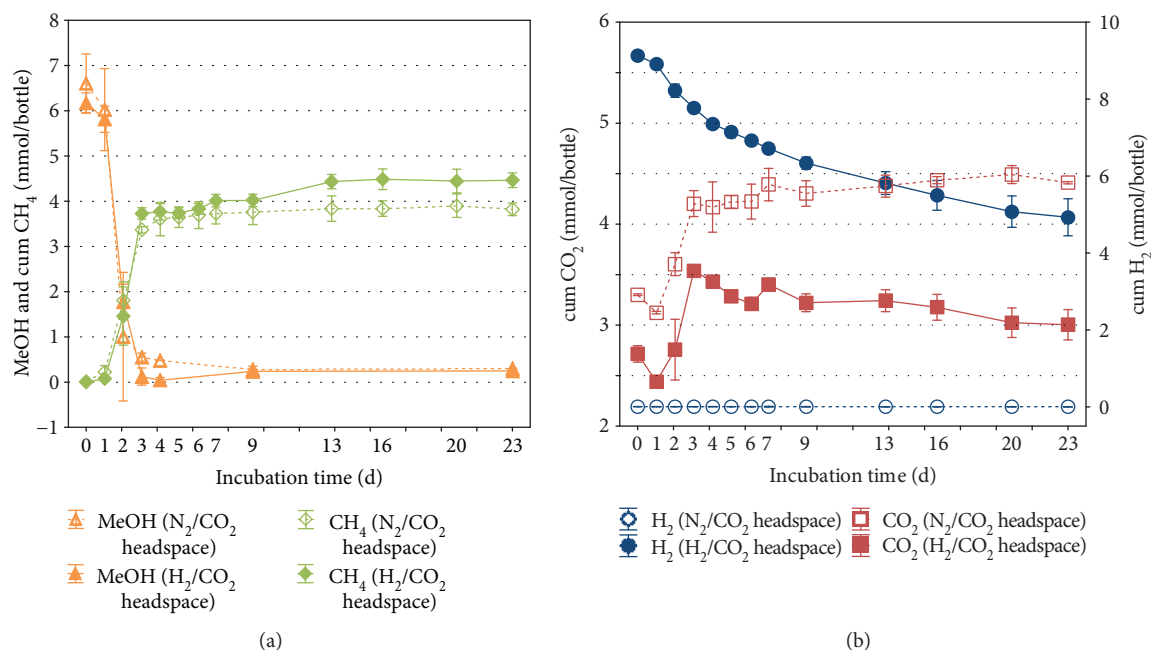 8
7
6
5
4
3
2
1
0
−1
MeOH and cum CH₄ (mmol/bottle)
0 1 2 3 4 5 6 7 9 13 16 20 23
Incubation time (d)
MeOH (N₂/CO₂
headspace)
MeOH (H₂/CO₂
headspace)
CH₄ (N₂/CO₂
headspace)
CH₄ (H₂/CO₂
headspace)
(a)
6
5
4
3
2
cum CO₂ (mmol/bottle)
10
8
6
4
2
0
cum H₂ (mmol/bottle)
0 1 2 3 4 5 6 7 9 13 16 20 23
Incubation time (d)
H₂ (N₂/CO₂ headspace)
H₂ (H₂/CO₂ headspace)
CO₂ (N₂/CO₂ headspace)
CO₂ (H₂/CO₂ headspace)
(b)